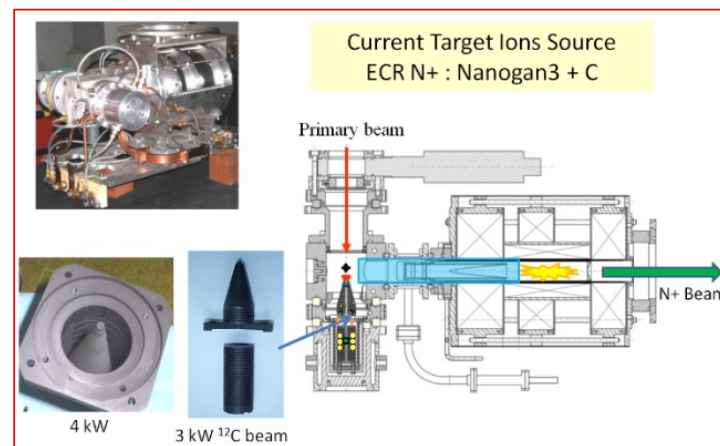 Current Target Ions Source
ECR N+ : Nanogan3 + C
Primary beam
N+ Beam
4 kW
3 kW ¹²C beam